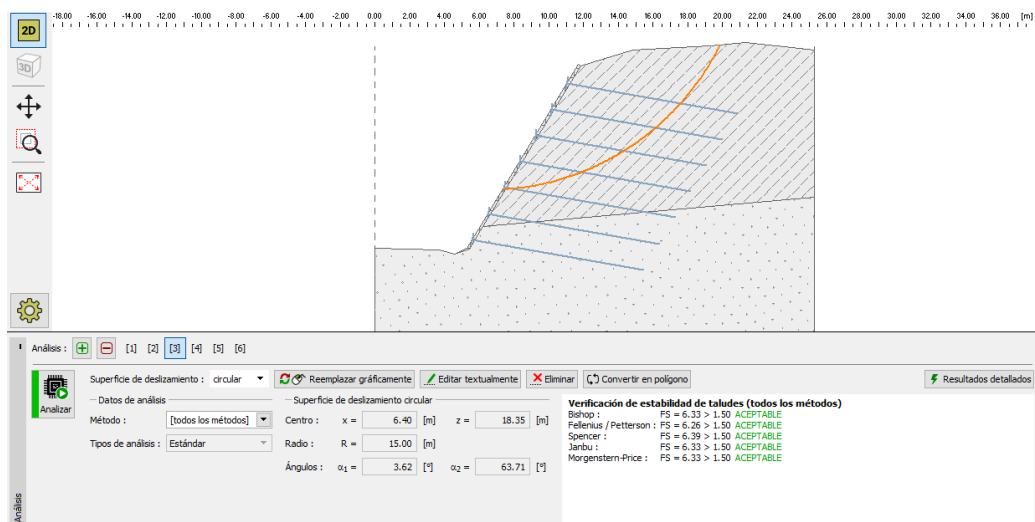 -18.00 -16.00 -14.00 -12.00 -10.00 -8.00 -6.00 -4.00 -2.00 0.00 2.00 4.00 6.00 8.00 10.00 12.00 14.00 16.00 18.00 20.00 22.00 24.00 26.00 28.00 30.00 32.00 34.00 36.00 [m]
2D
3D
Análisis : [1] [2] [3] [4] [5] [6]
Analizar
Superficie de deslizamiento : circular Reemplazar gráficamente Editar textualmente Eliminar Convertir en polígono Resultados detallados
Datos de análisis
Método : [todos los métodos]
Tipos de análisis : Estándar
Superficie de deslizamiento circular
Centro : x = 6.40 [m] z = 18.35 [m]
Radio : R = 15.00 [m]
Ángulos : α1 = 3.62 [°] α2 = 63.71 [°]
Verificación de estabilidad de taludes (todos los métodos)
Bishop : FS = 6.33 > 1.50 ACEPTABLE
Fellenius / Petterson : FS = 6.26 > 1.50 ACEPTABLE
Spencer : FS = 6.39 > 1.50 ACEPTABLE
Janbu : FS = 6.33 > 1.50 ACEPTABLE
Morgenstern-Price : FS = 6.33 > 1.50 ACEPTABLE
Análisis